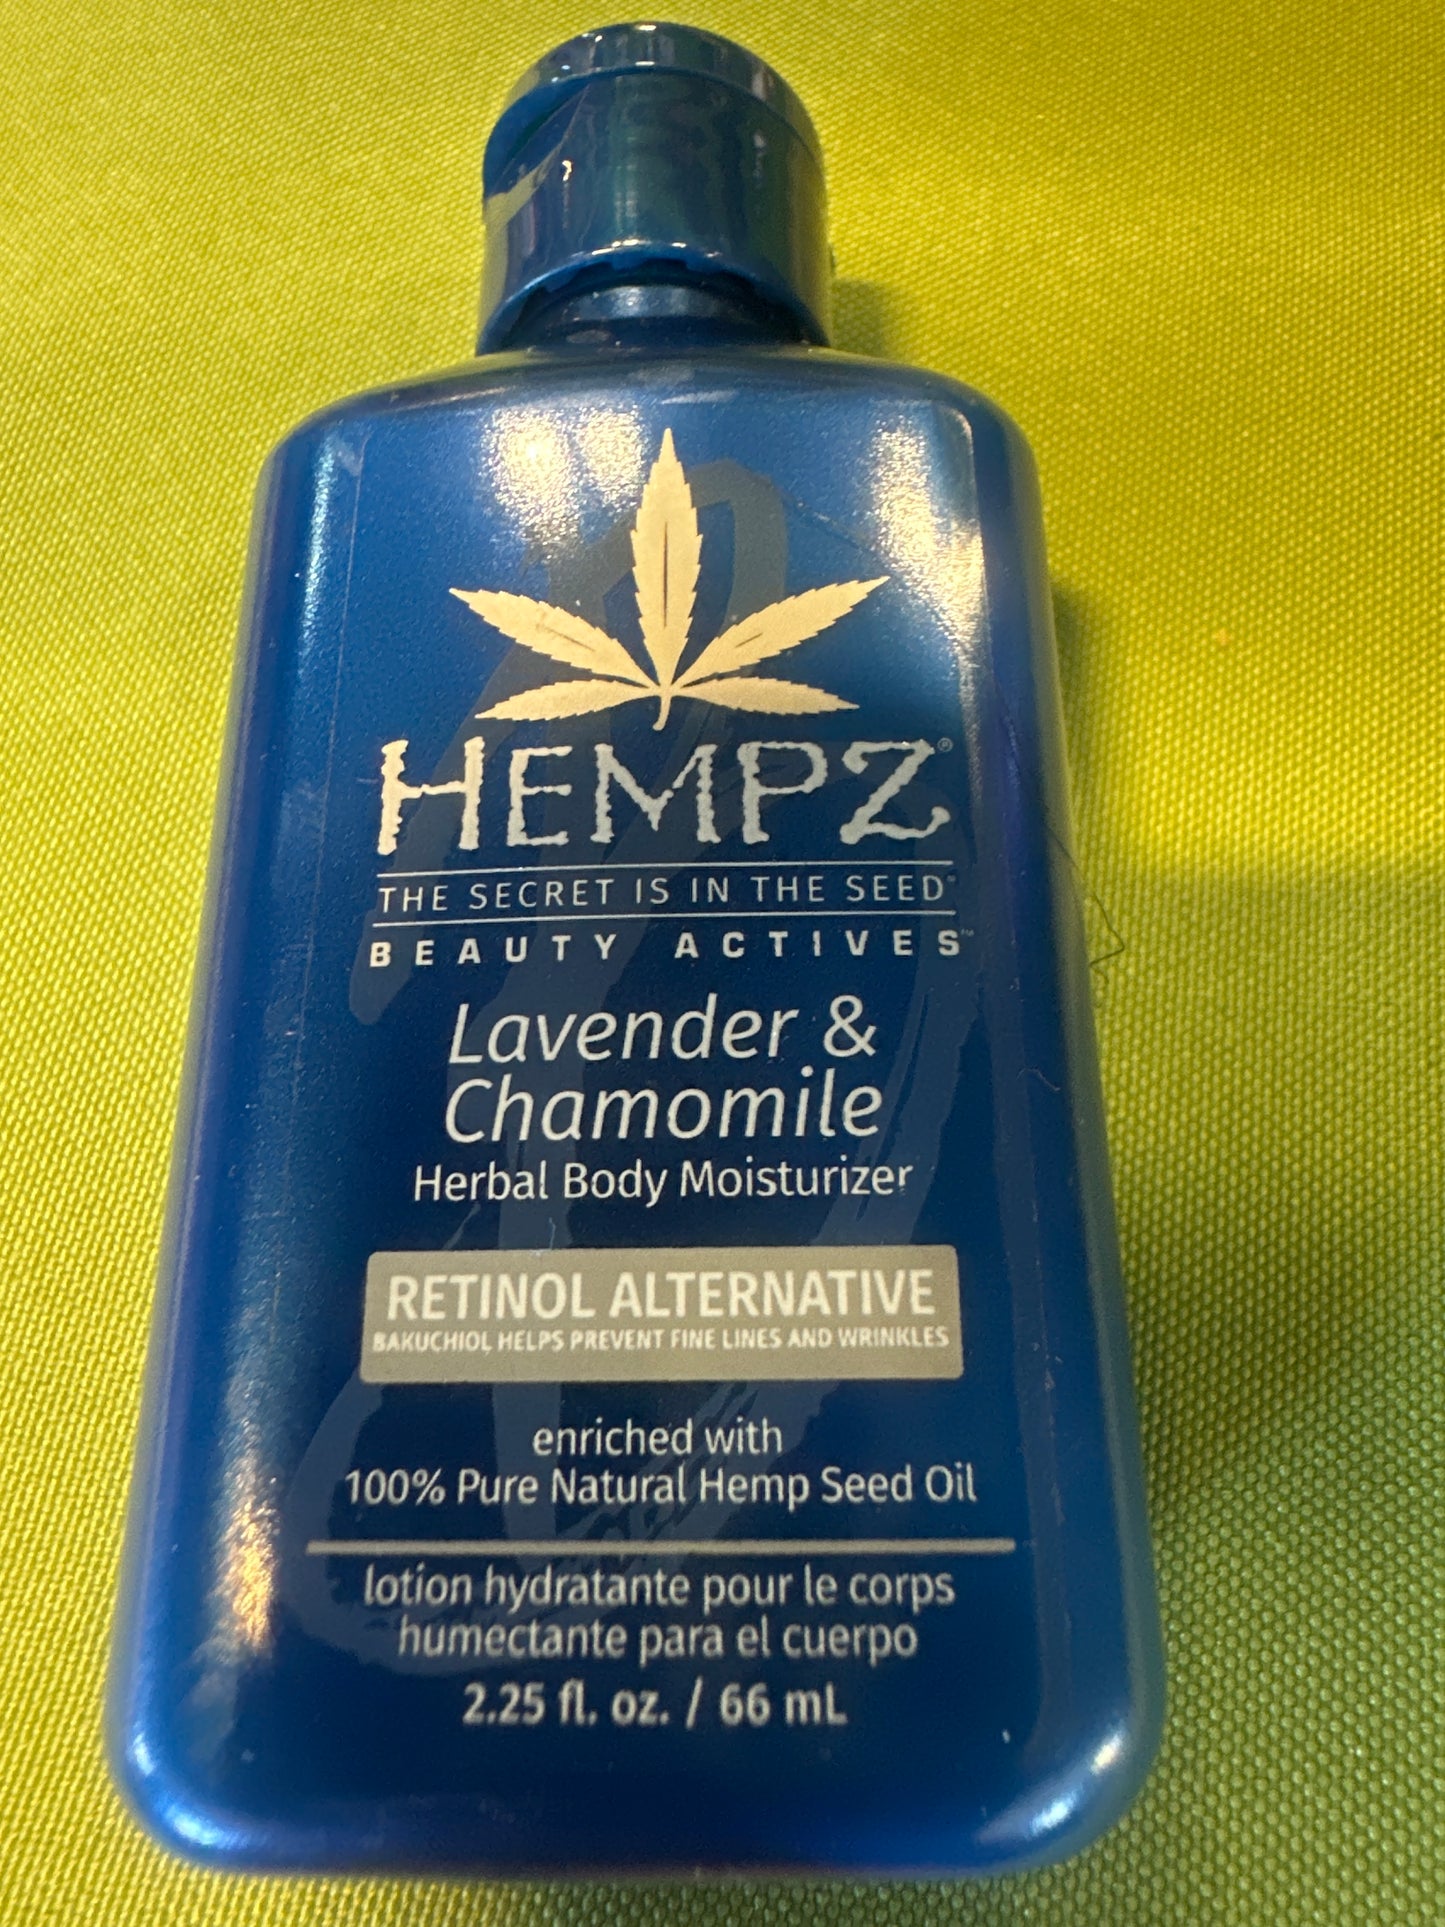 HEMPZ®
THE SECRET IS IN THE SEED™
BEAUTY ACTIVES™
Lavender &
Chamomile
Herbal Body Moisturizer
RETINOL ALTERNATIVE
BAKUCHIOL HELPS PREVENT FINE LINES AND WRINKLES
enriched with
100% Pure Natural Hemp Seed Oil
lotion hydratante pour le corps
humectante para el cuerpo
2.25 fl. oz. / 66 mL